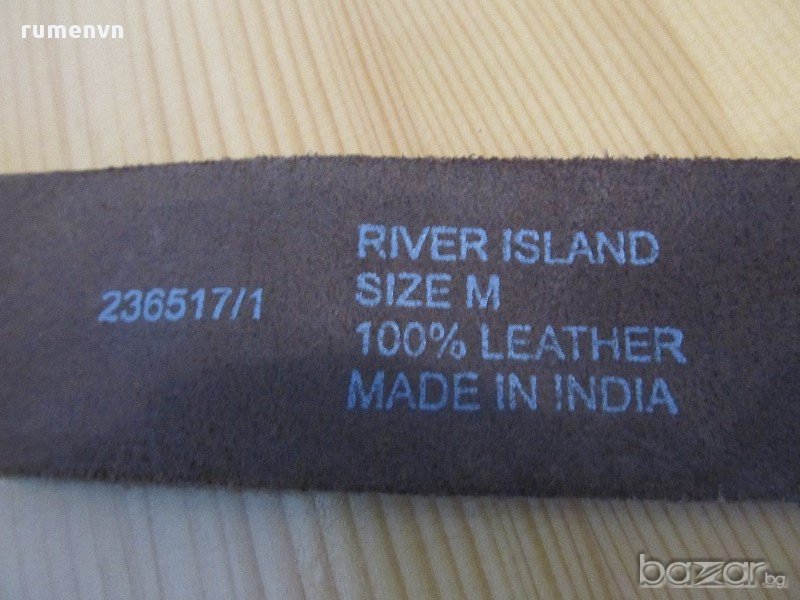 rumenvn
236517/1
RIVER ISLAND
SIZE M
100% LEATHER
MADE IN INDIA
bazar.bg